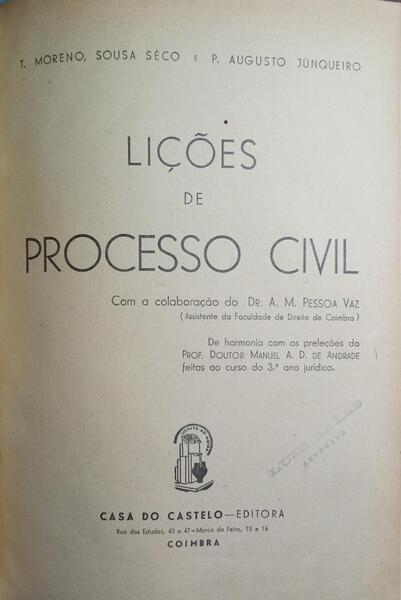 T. MORENO, SOUSA SÊCO E P. AUGUSTO JUNQUEIRO
LIÇÕES
DE
PROCESSO CIVIL
Com a colaboração do DR. A. M. PESSOA VAZ
(Assistente da Faculdade de Direito de Coimbra)
De harmonia com as preleções do
PROF. DOUTOR MANUEL A. D. DE ANDRADE
feitas ao curso do 3.º ano jurídico.
ADVOGADO
CASA DO CASTELO—EDITORA
Rua dos Estudos, 43 a 47—Marco da Feira, 13 e 15
COIMBRA